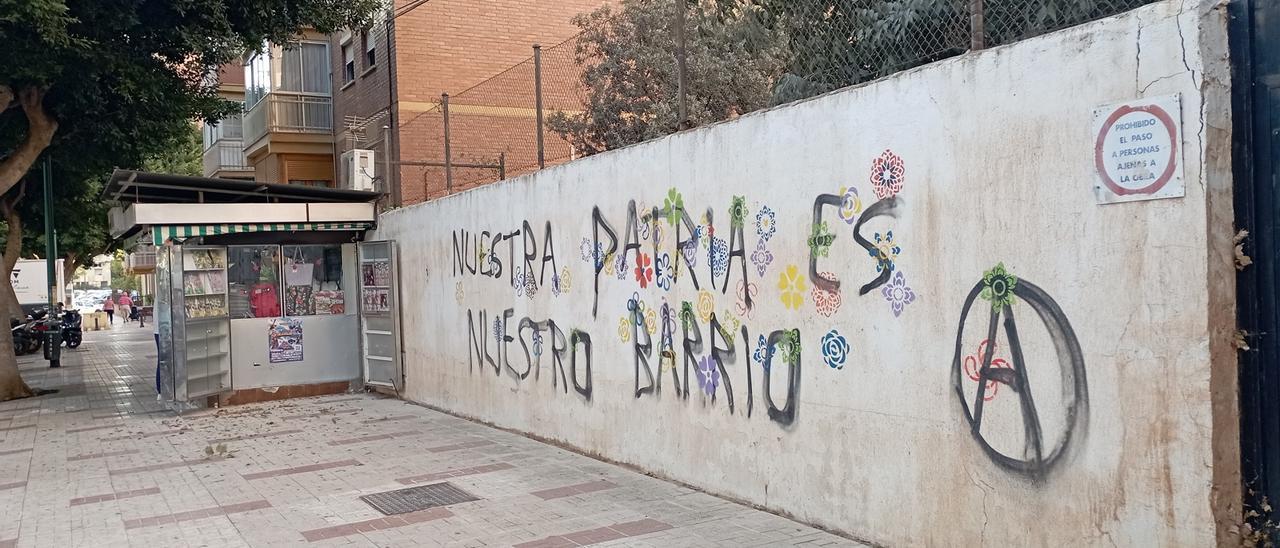 NUESTRA PATRIA ES
NUESTRO BARRIO
A
PROHIBIDO
EL PASO
A PERSONAS
AJENAS A
LA OBRA